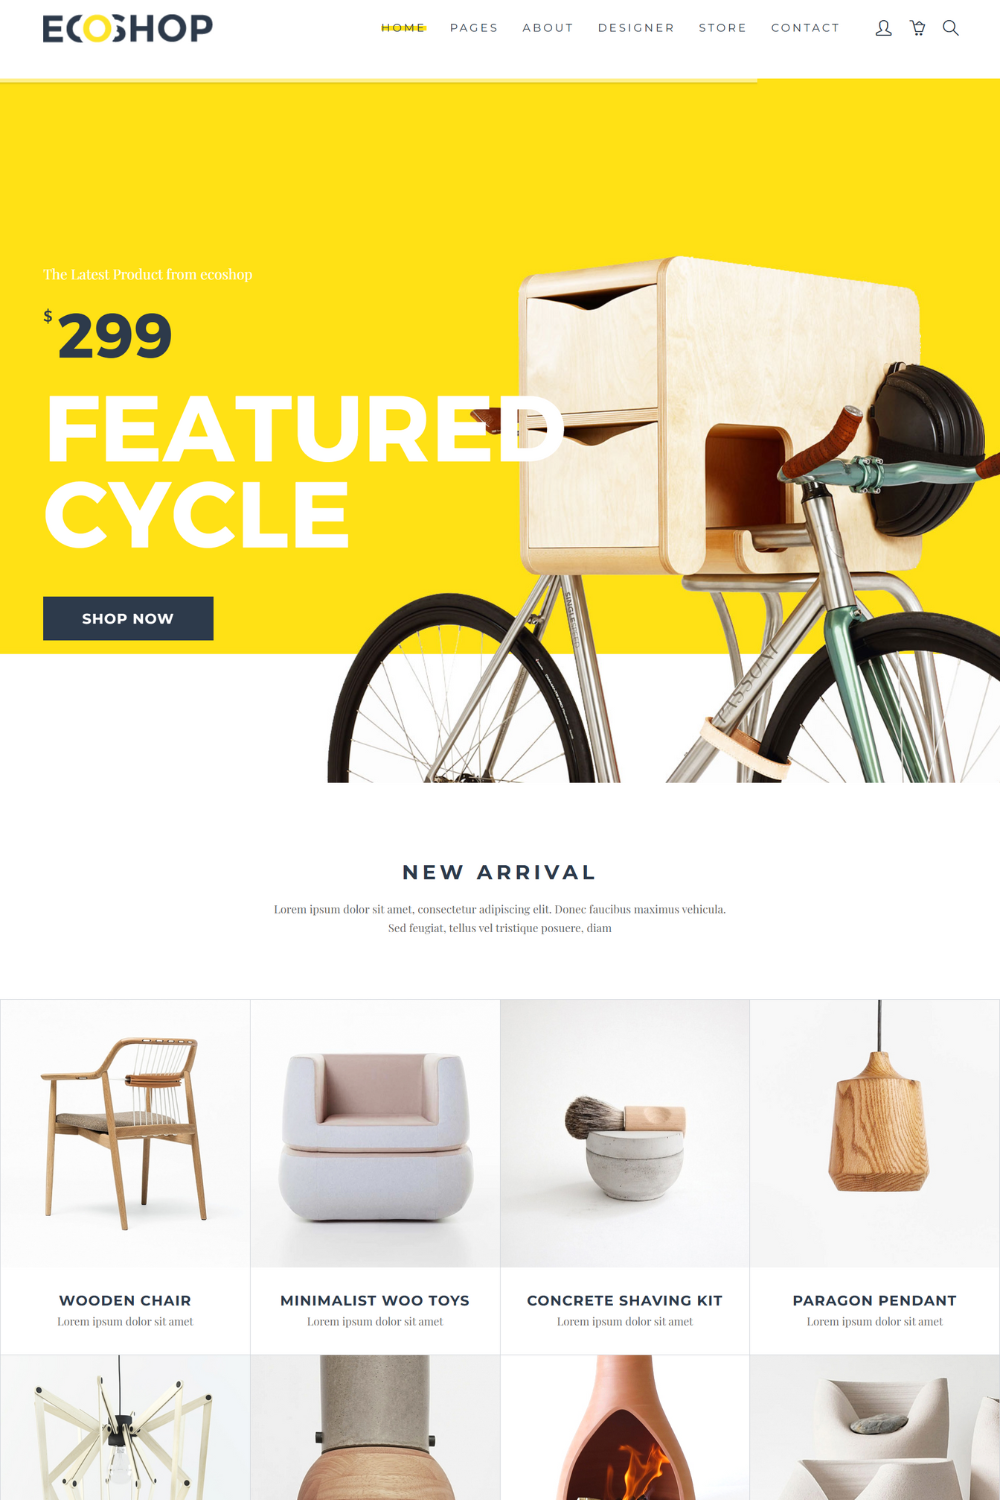 ECOSHOP
HOME PAGES ABOUT DESIGNER STORE CONTACT
The Latest Product from ecoshop
$299
FEATURED
CYCLE
SHOP NOW
PISSOAI
NEW ARRIVAL
Lorem ipsum dolor sit amet, consectetur adipiscing elit. Donec faucibus maximus vehicula.
Sed feugiat, tellus vel tristique posuere, diam
WOODEN CHAIR
Lorem ipsum dolor sit amet
MINIMALIST WOO TOYS
Lorem ipsum dolor sit amet
CONCRETE SHAVING KIT
Lorem ipsum dolor sit amet
PARAGON PENDANT
Lorem ipsum dolor sit amet